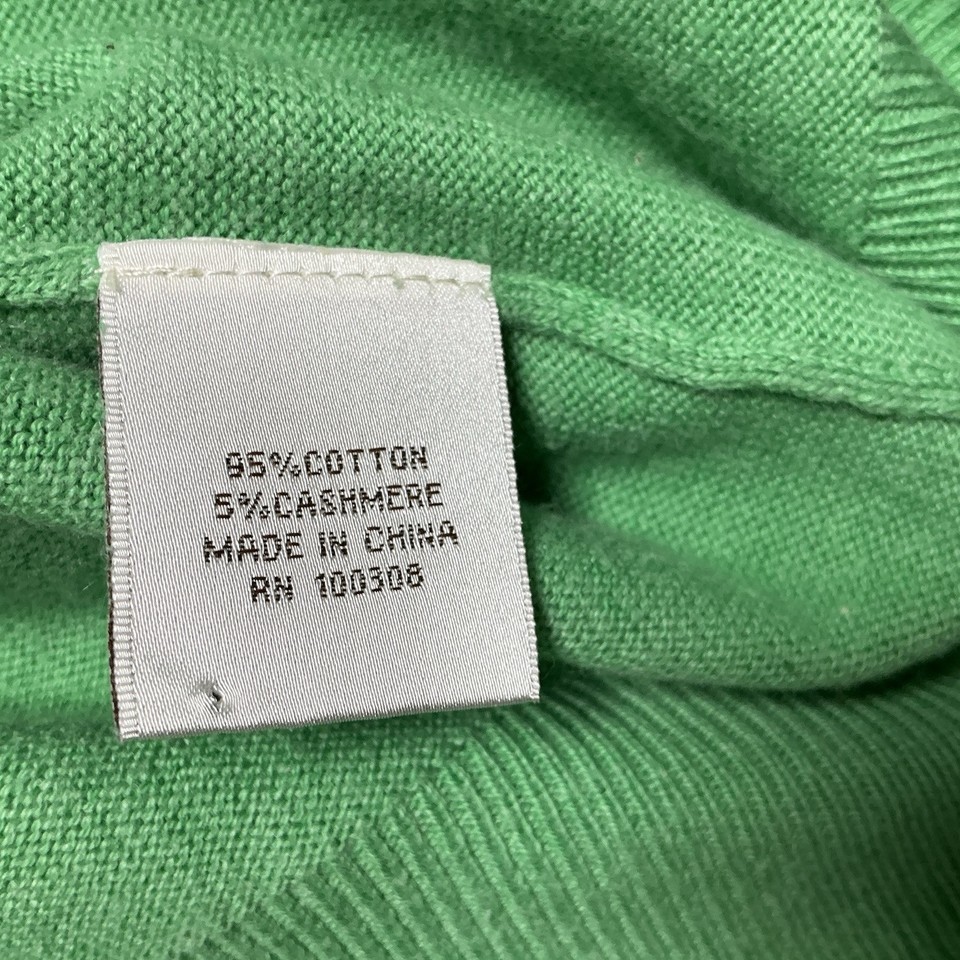 95%COTTON
5%CASHMERE
MADE IN CHINA
RN 100308